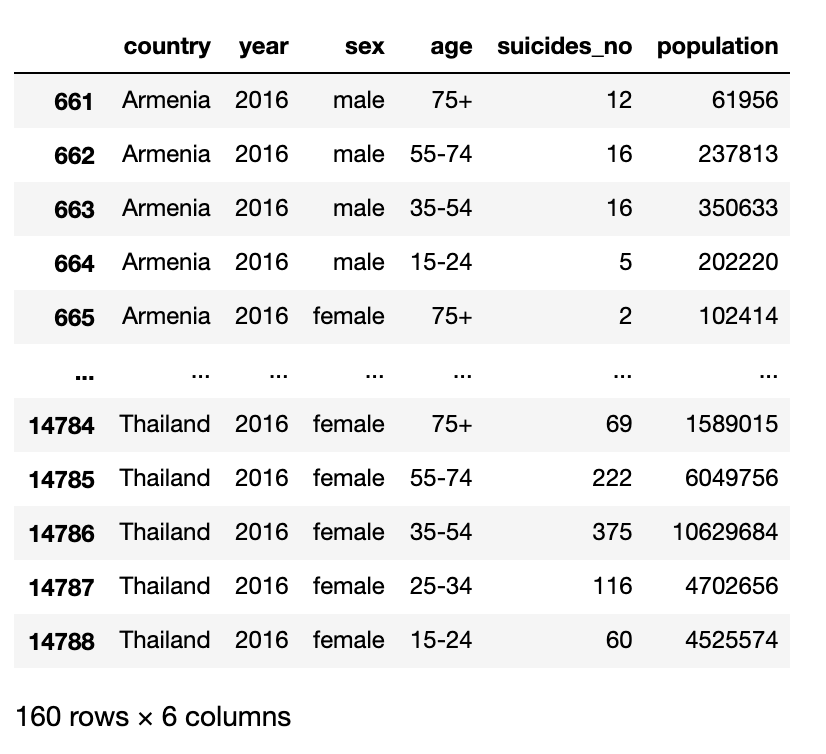 country year sex age suicides_no population
661 Armenia 2016 male 75+ 12 61956
662 Armenia 2016 male 55-74 16 237813
663 Armenia 2016 male 35-54 16 350633
664 Armenia 2016 male 15-24 5 202220
665 Armenia 2016 female 75+ 2 102414
... ... ... ... ... ... ...
14784 Thailand 2016 female 75+ 69 1589015
14785 Thailand 2016 female 55-74 222 6049756
14786 Thailand 2016 female 35-54 375 10629684
14787 Thailand 2016 female 25-34 116 4702656
14788 Thailand 2016 female 15-24 60 4525574
160 rows × 6 columns